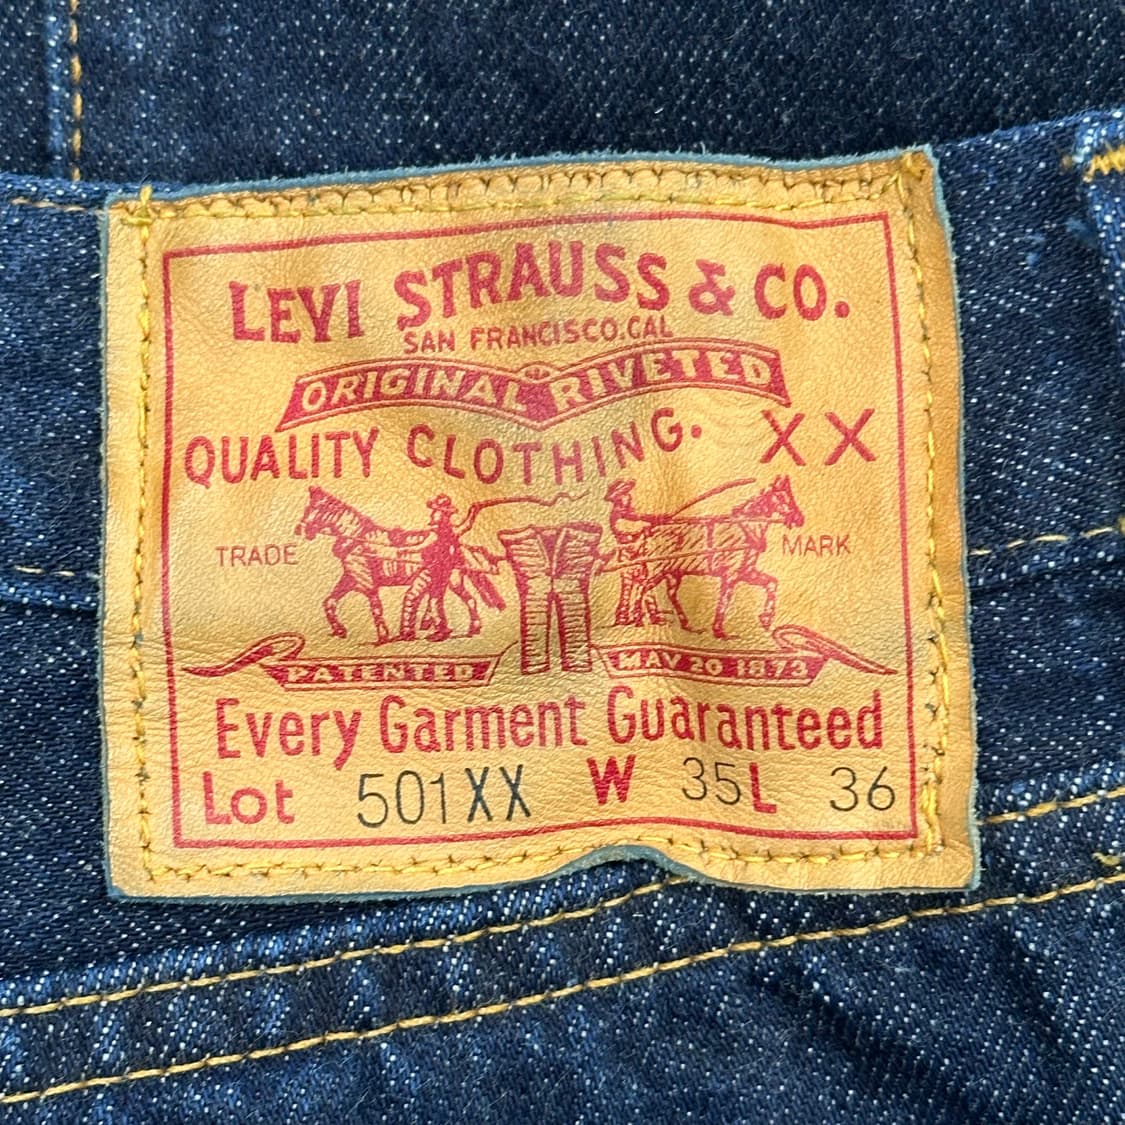 LEVI STRAUSS & CO.
SAN FRANCISCO, CAL
ORIGINAL RIVETED
QUALITY CLOTHING. XX
TRADE MARK
PATENTED MAY 20 1873
Every Garment Guaranteed
Lot 501XX W 35 L 36